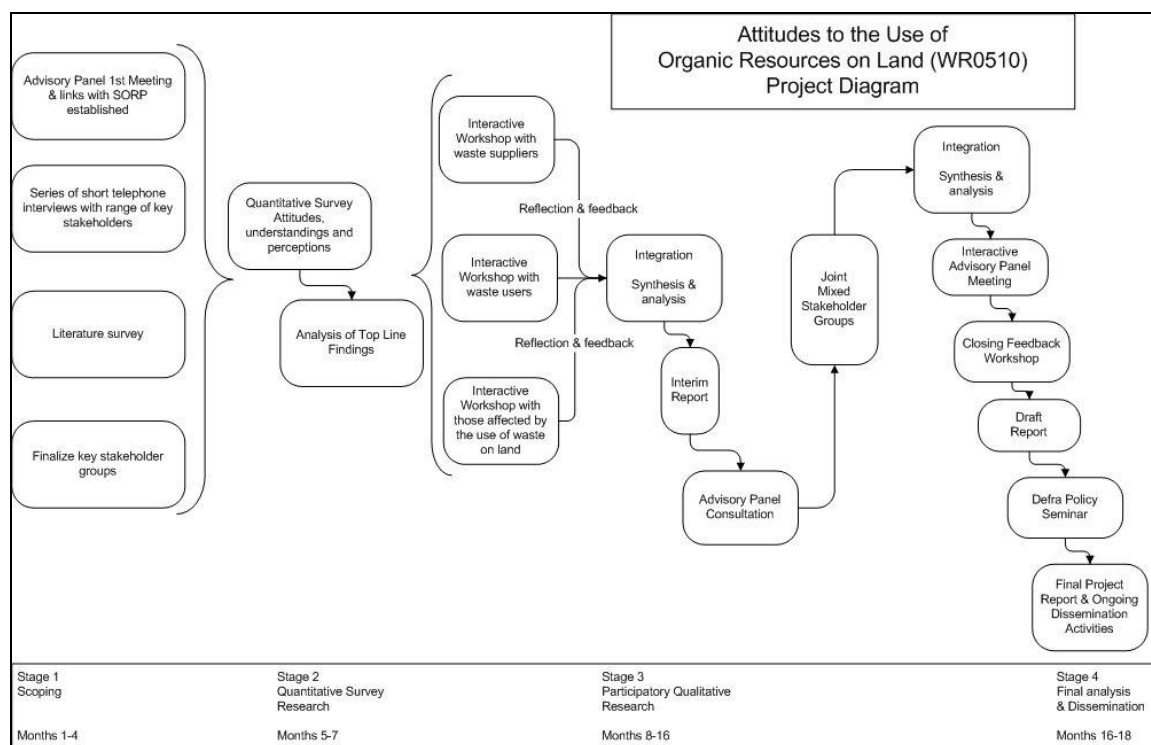 Attitudes to the Use of
Organic Resources on Land (WR0510)
Project Diagram
Advisory Panel 1st Meeting
& links with SORP
established
Series of short telephone
interviews with range of key
stakeholders
Literature survey
Finalize key stakeholder
groups
Quantitative Survey
Attitudes,
understandings and
perceptions
Analysis of Top Line
Findings
Interactive
Workshop with
waste suppliers
Reflection & feedback
Interactive
Workshop with
waste users
Reflection & feedback
Interactive
Workshop with
those affected by
the use of waste
on land
Integration
Synthesis &
analysis
Interim
Report
Advisory Panel
Consultation
Joint
Mixed
Stakeholder
Groups
Integration
Synthesis &
analysis
Interactive
Advisory Panel
Meeting
Closing Feedback
Workshop
Draft
Report
Defra Policy
Seminar
Final Project
Report & Ongoing
Dissemination
Activities
Stage 1
Scoping
Months 1-4
Stage 2
Quantitative Survey
Research
Months 5-7
Stage 3
Participatory Qualitative
Research
Months 8-16
Stage 4
Final analysis
& Dissemination
Months 16-18